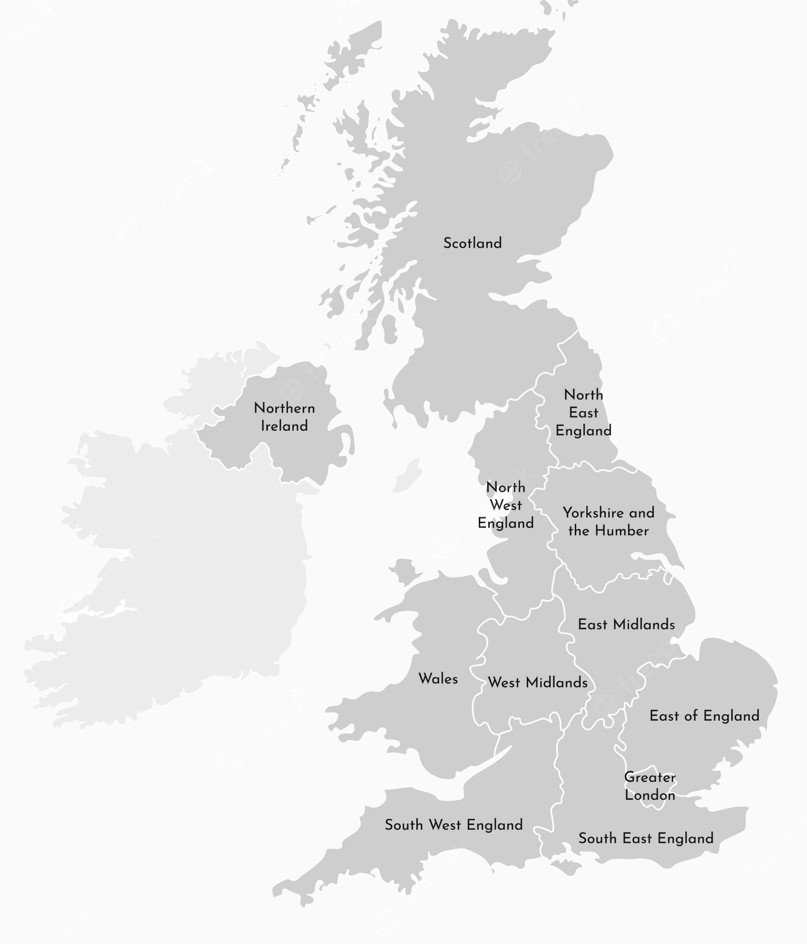 Scotland
Northern
Ireland
North
East
England
North
West
England
Yorkshire and
the Humber
East Midlands
Wales
West Midlands
East of England
Greater
London
South West England
South East England